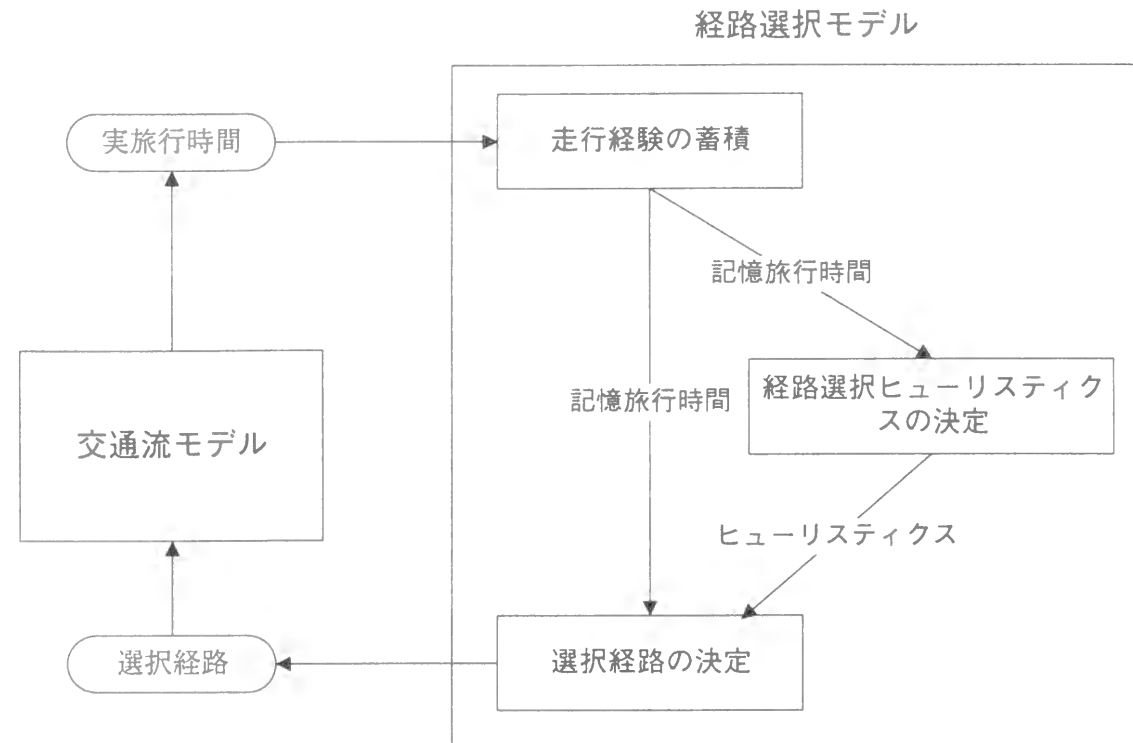 経路選択モデル
実旅行時間
走行経験の蓄積
記憶旅行時間
記憶旅行時間
経路選択ヒューリスティク
スの決定
交通流モデル
ヒューリスティクス
選択経路
選択経路の決定